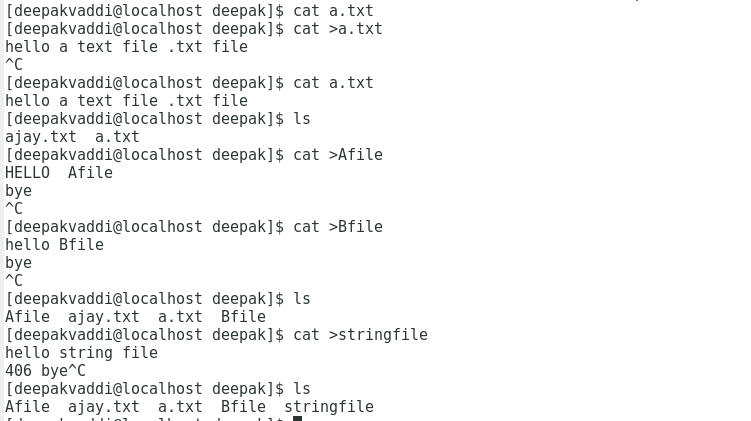 [deepakvaddi@localhost deepak]$ cat a.txt
[deepakvaddi@localhost deepak]$ cat >a.txt
hello a text file .txt file
^C
[deepakvaddi@localhost deepak]$ cat a.txt
hello a text file .txt file
[deepakvaddi@localhost deepak]$ ls
ajay.txt  a.txt
[deepakvaddi@localhost deepak]$ cat >Afile
HELLO  Afile
bye
^C
[deepakvaddi@localhost deepak]$ cat >Bfile
hello Bfile
bye
^C
[deepakvaddi@localhost deepak]$ ls
Afile  ajay.txt  a.txt  Bfile
[deepakvaddi@localhost deepak]$ cat >stringfile
hello string file
406 bye^C
[deepakvaddi@localhost deepak]$ ls
Afile  ajay.txt  a.txt  Bfile  stringfile
[deepakvaddi@localhost deepak]$